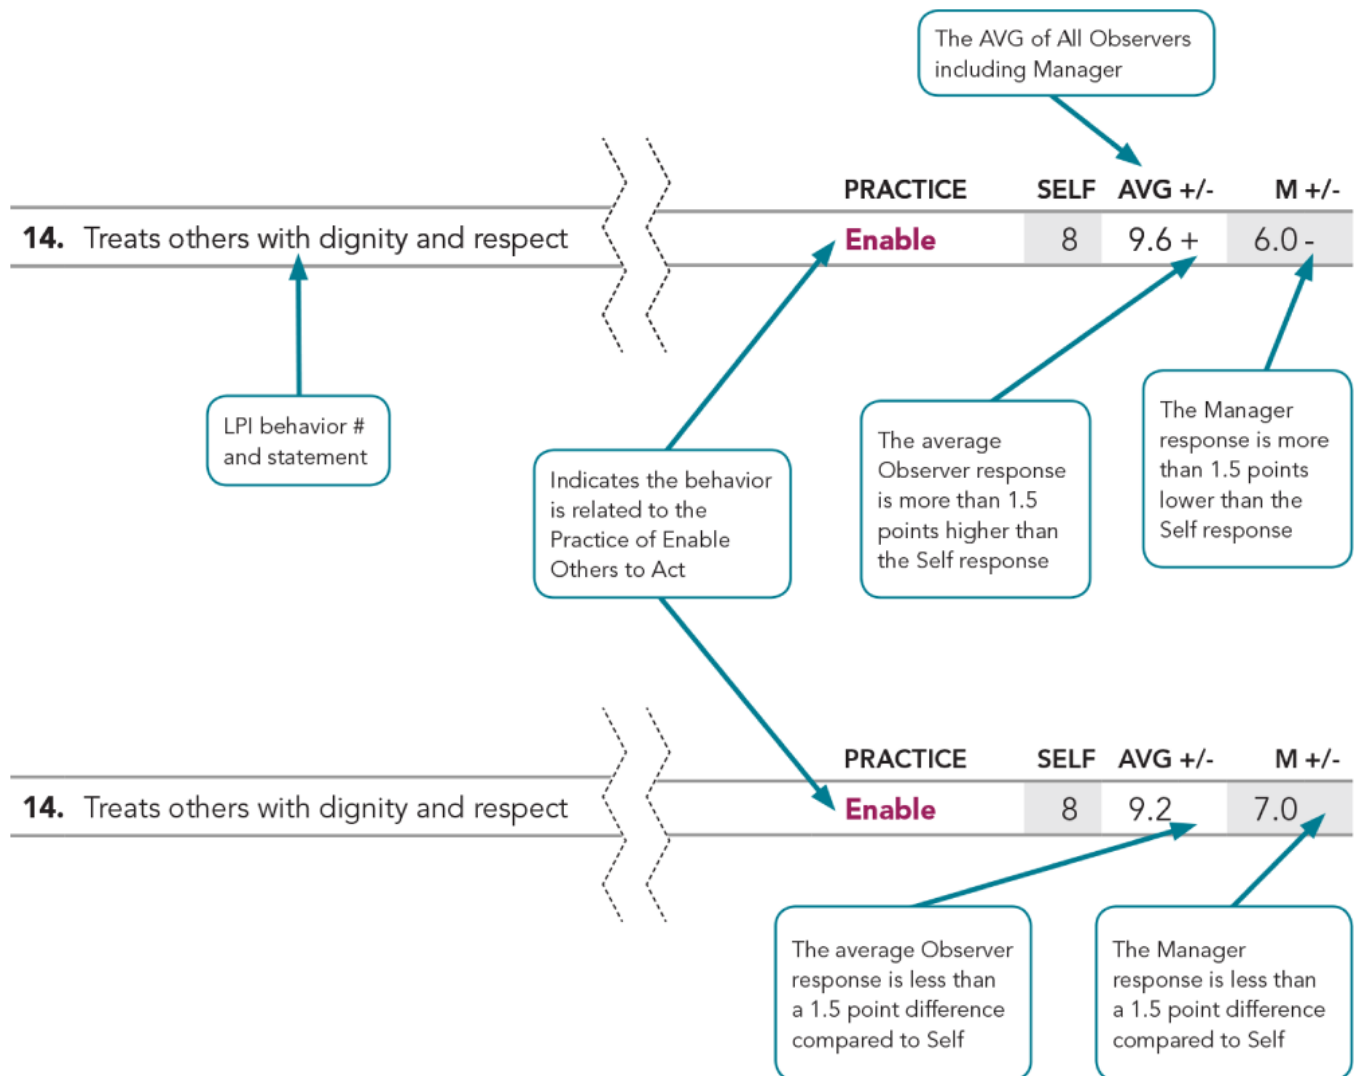 The AVG of All Observers
including Manager
PRACTICE SELF AVG +/- M +/-
14. Treats others with dignity and respect Enable 8 9.6 + 6.0 -
LPI behavior #
and statement
Indicates the behavior
is related to the
Practice of Enable
Others to Act
The average
Observer response
is more than 1.5
points higher than
the Self response
The Manager
response is more
than 1.5 points
lower than the
Self response
PRACTICE SELF AVG +/- M +/-
14. Treats others with dignity and respect Enable 8 9.2 7.0
The average Observer
response is less than
a 1.5 point difference
compared to Self
The Manager
response is less than
a 1.5 point difference
compared to Self